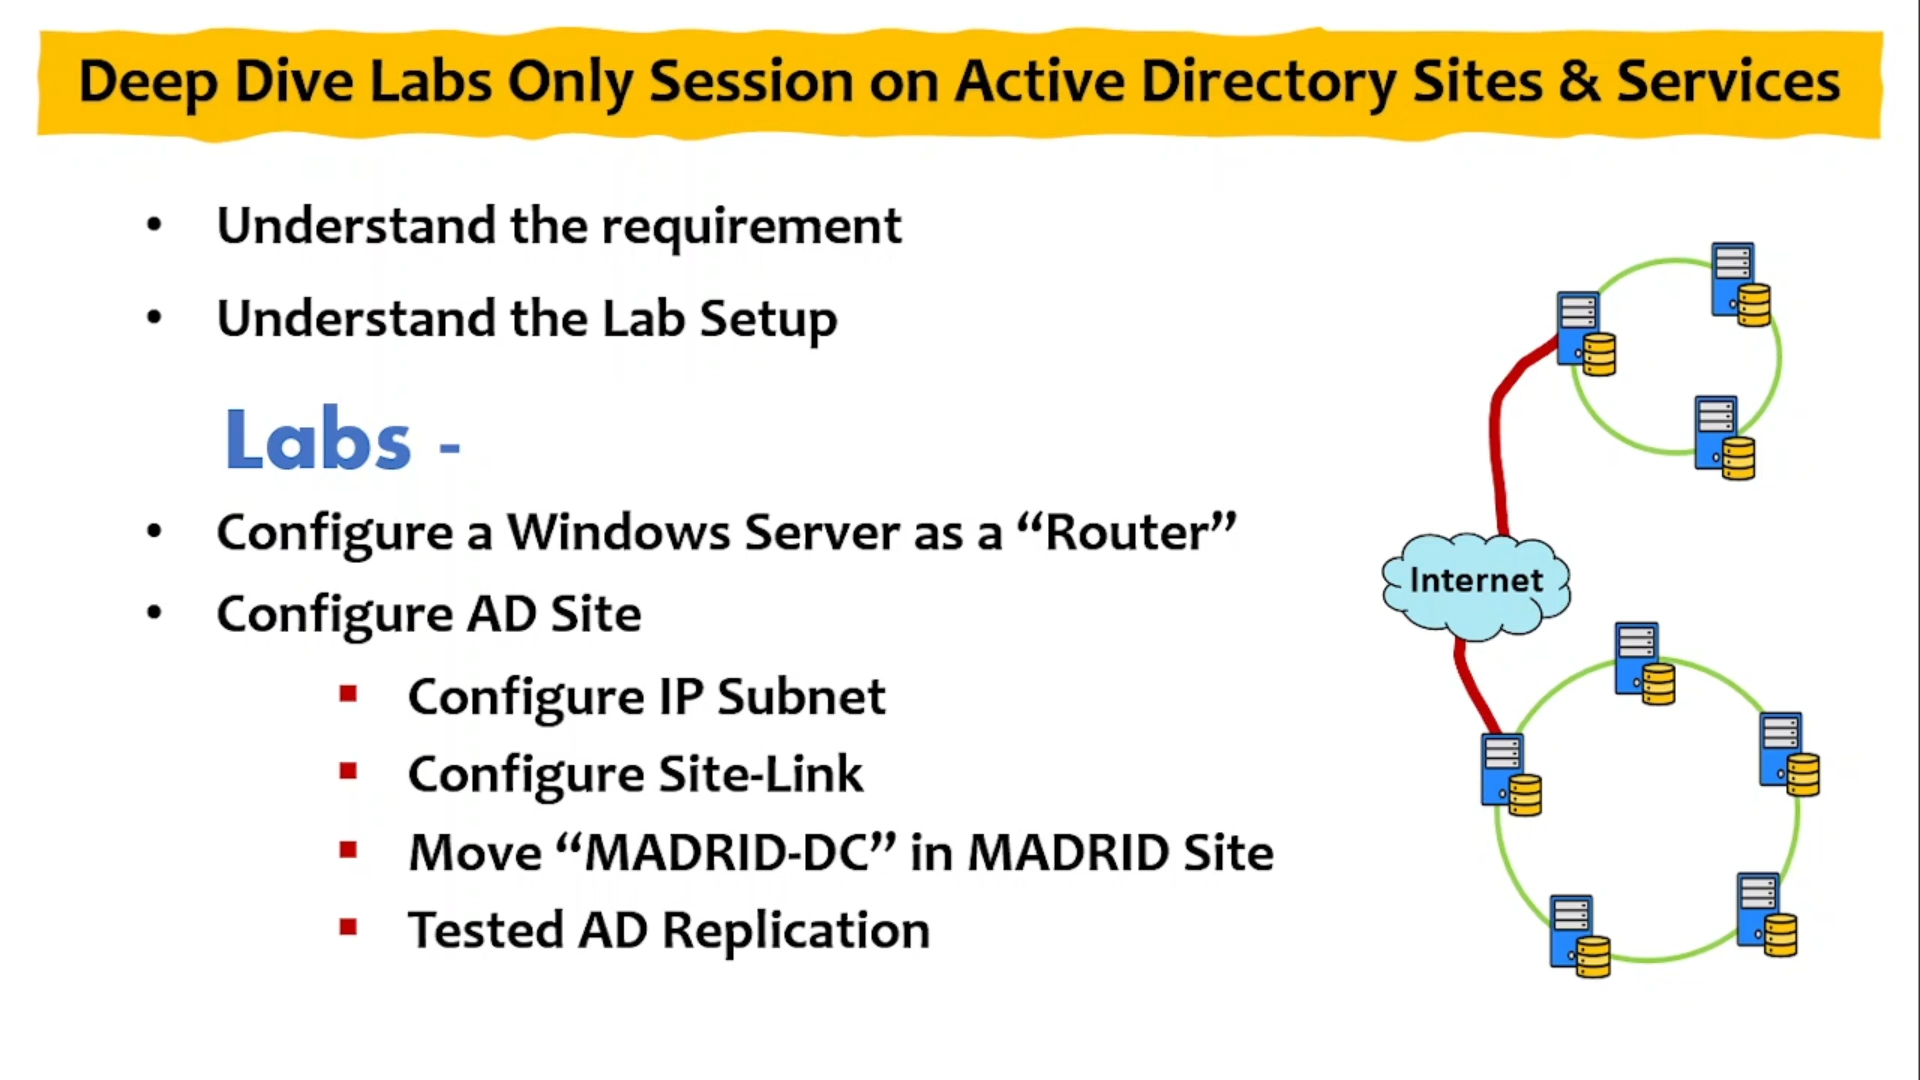 Deep Dive Labs Only Session on Active Directory Sites & Services
• Understand the requirement
• Understand the Lab Setup
Labs -
• Configure a Windows Server as a “Router”
• Configure AD Site
▪ Configure IP Subnet
▪ Configure Site-Link
▪ Move “MADRID-DC” in MADRID Site
▪ Tested AD Replication
Internet